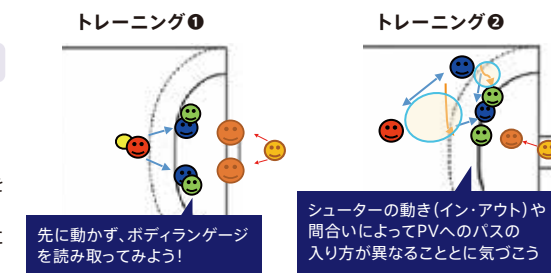 トレーニング❶
トレーニング❷
と
に
先に動かず、ボディランゲージ
を読み取ってみよう!
シューターの動き(イン・アウト)や
間合いによってPVへのパスの
入り方が異なることとに気づこう